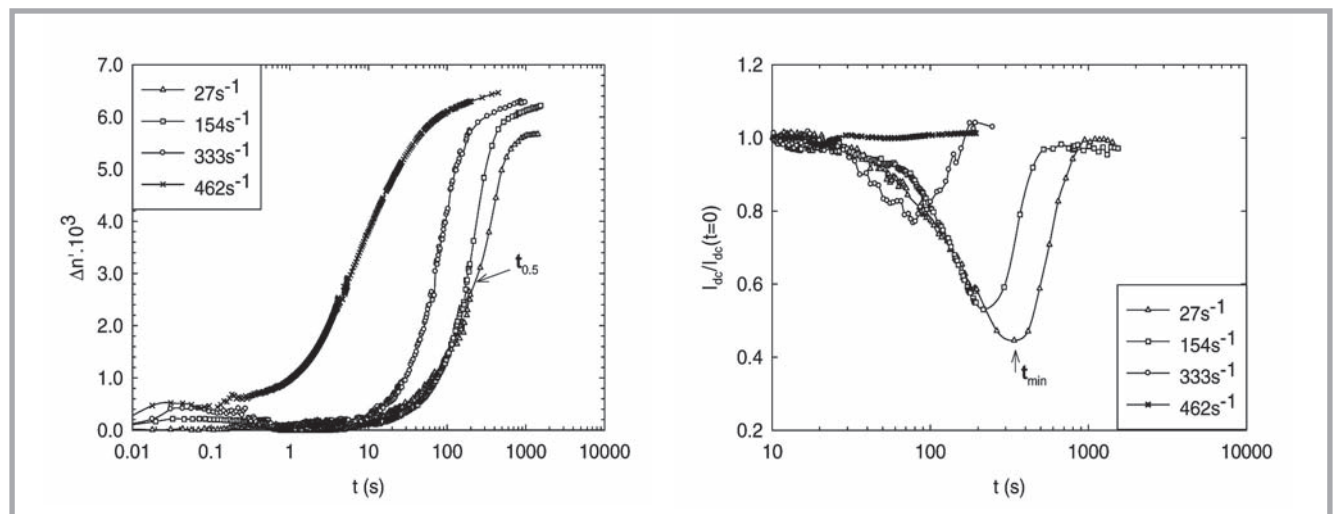 7.0
6.0
5.0
4.0
3.0
2.0
1.0
0.0
Δn'.10³
27s⁻¹
154s⁻¹
333s⁻¹
462s⁻¹
t₀.₅
0.01 0.1 1 10 100 1000 10000
t (s)
1.2
1.0
0.8
0.6
0.4
0.2
I_dc/I_dc(t=0)
27s⁻¹
154s⁻¹
333s⁻¹
462s⁻¹
t_min
10 100 1000 10000
t (s)